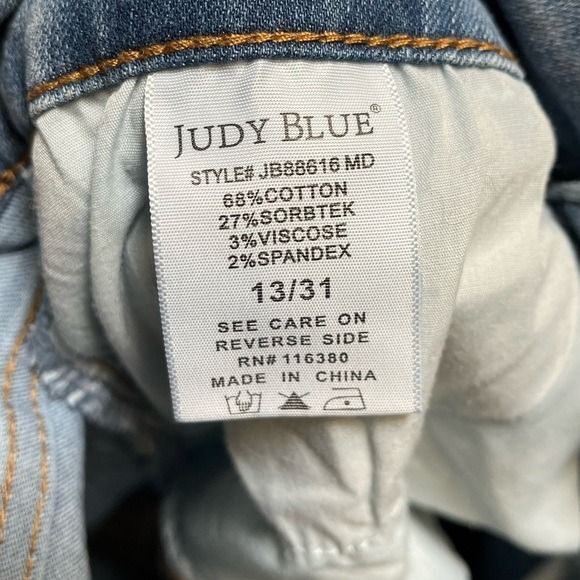 JUDY BLUE®
STYLE# JB88616 MD
68%COTTON
27%SORBTEK
3%VISCOSE
2%SPANDEX
13/31
SEE CARE ON
REVERSE SIDE
RN# 116380
MADE IN CHINA